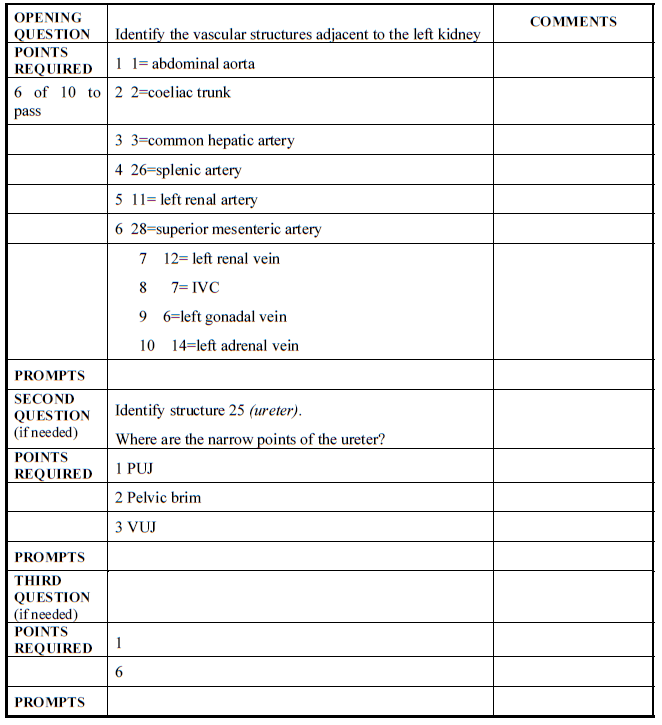 OPENING QUESTION Identify the vascular structures adjacent to the left kidney COMMENTS
POINTS REQUIRED 1 1= abdominal aorta
6 of 10 to pass 2 2=coeliac trunk
3 3=common hepatic artery
4 26=splenic artery
5 11= left renal artery
6 28=superior mesenteric artery
7 12= left renal vein
8 7= IVC
9 6=left gonadal vein
10 14=left adrenal vein
PROMPTS
SECOND QUESTION (if needed) Identify structure 25 (ureter).
Where are the narrow points of the ureter?
POINTS REQUIRED 1 PUJ
2 Pelvic brim
3 VUJ
PROMPTS
THIRD QUESTION (if needed)
POINTS REQUIRED 1
6
PROMPTS